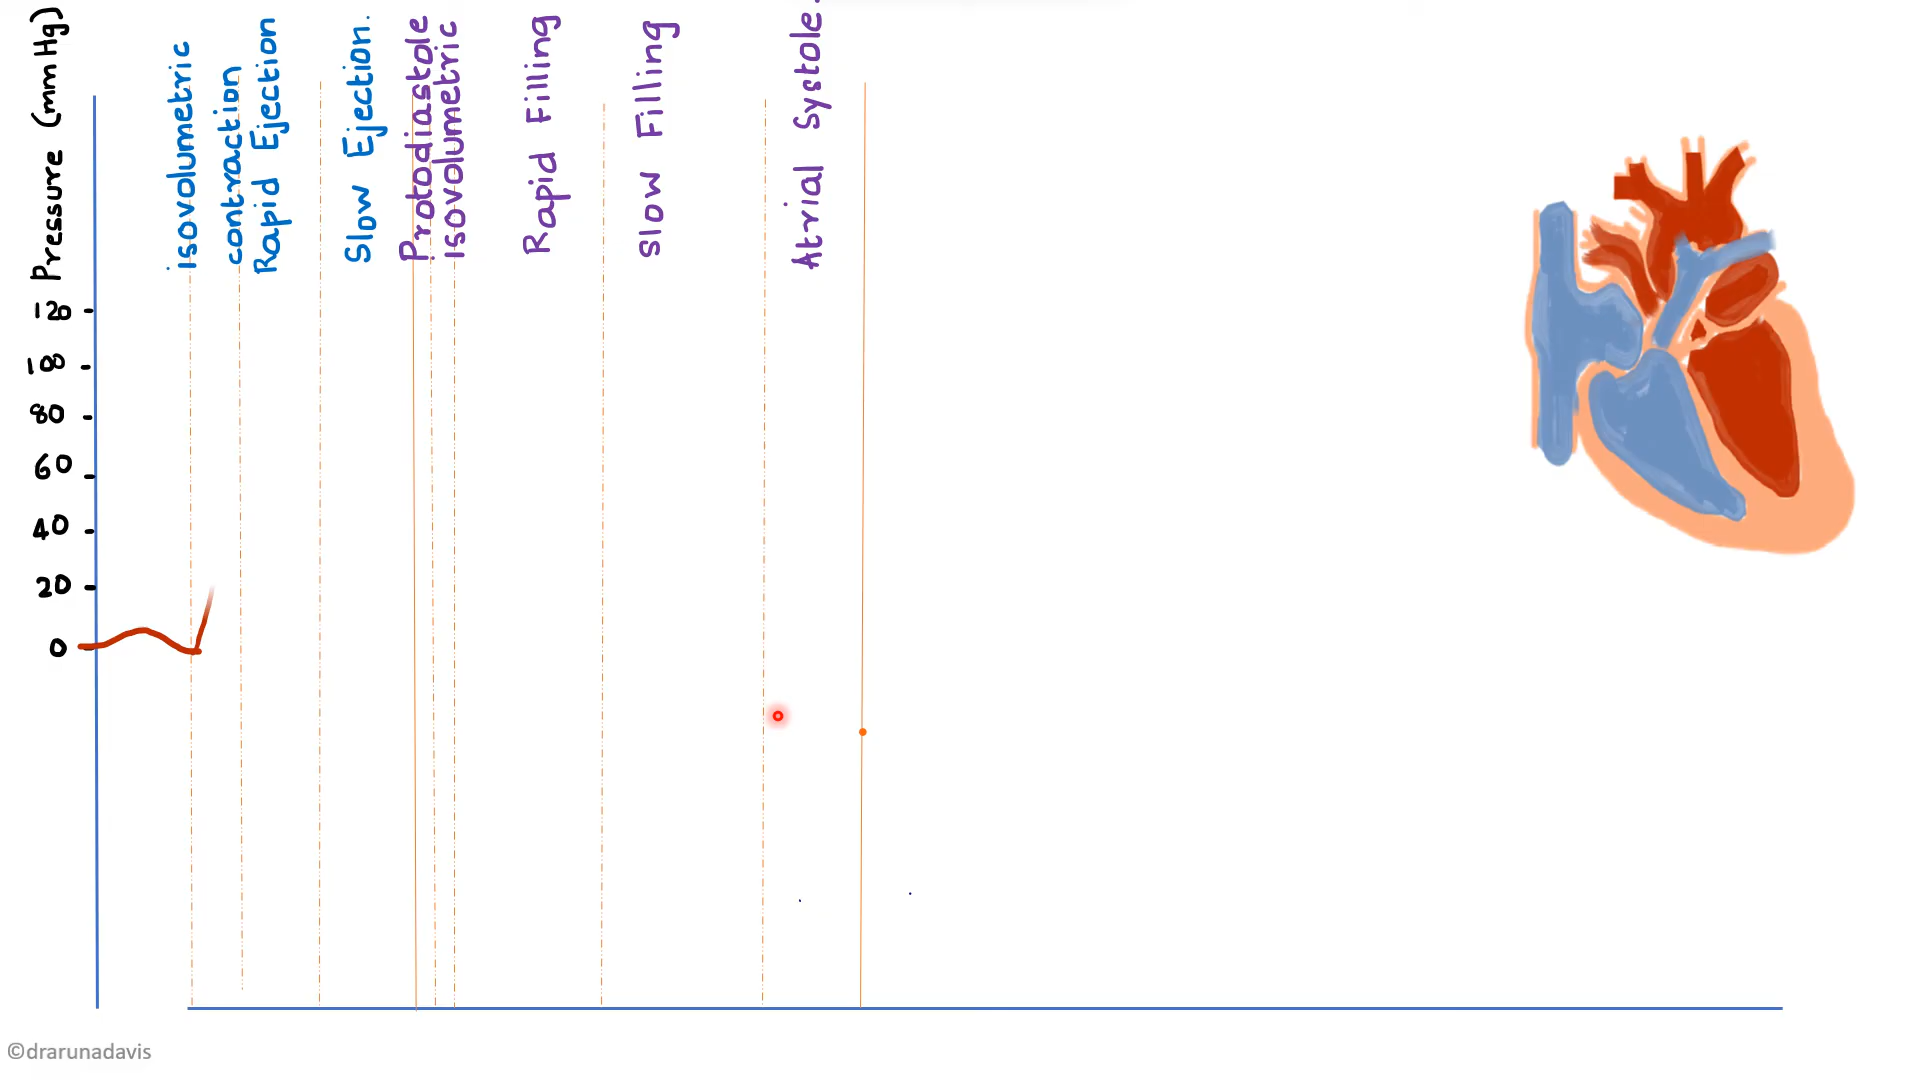 Pressure (mm Hg)
isovolumetric
contraction
Rapid Ejection
Slow Ejection.
Protodiastole
isovolumetric
Rapid Filling
slow Filling
Atrial Systole.
120
80
60
40
20
0
©drarunadavis